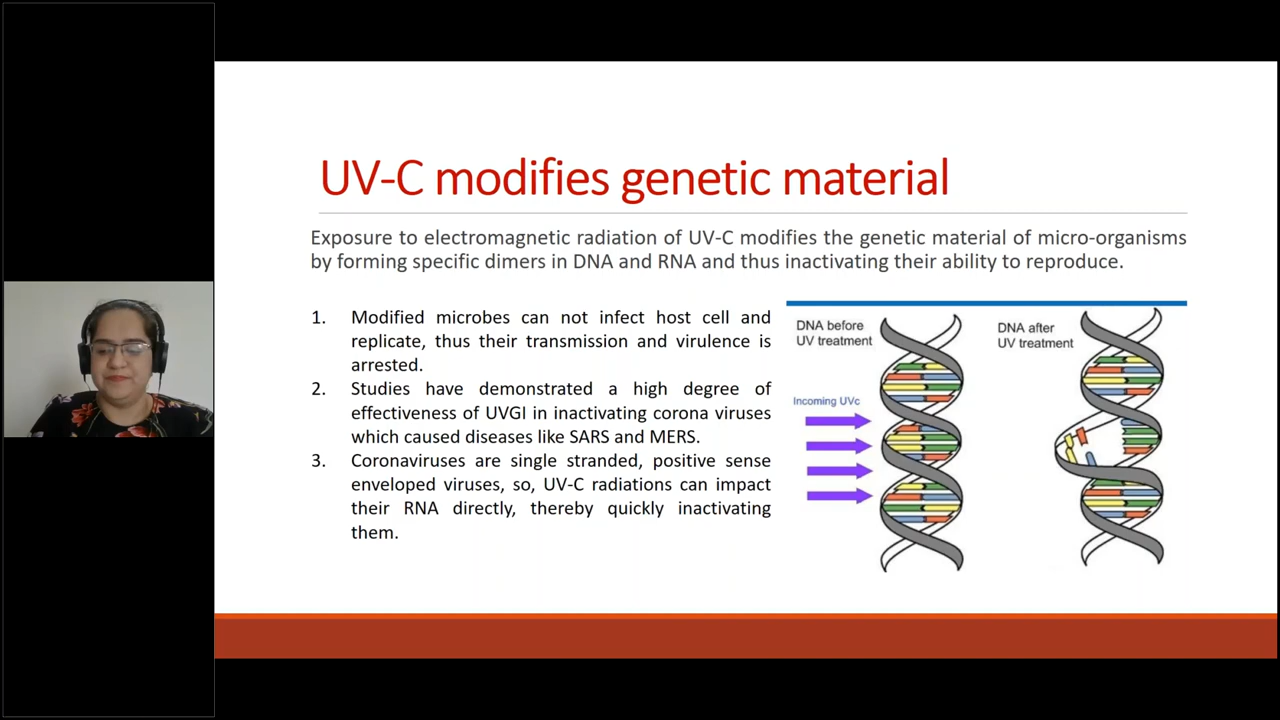 UV-C modifies genetic material
Exposure to electromagnetic radiation of UV-C modifies the genetic material of micro-organisms
by forming specific dimers in DNA and RNA and thus inactivating their ability to reproduce.
1. Modified microbes can not infect host cell and
replicate, thus their transmission and virulence is
arrested.
2. Studies have demonstrated a high degree of
effectiveness of UVGI in inactivating corona viruses
which caused diseases like SARS and MERS.
3. Coronaviruses are single stranded, positive sense
enveloped viruses, so, UV-C radiations can impact
their RNA directly, thereby quickly inactivating
them.
DNA before
UV treatment
Incoming UVc
DNA after
UV treatment